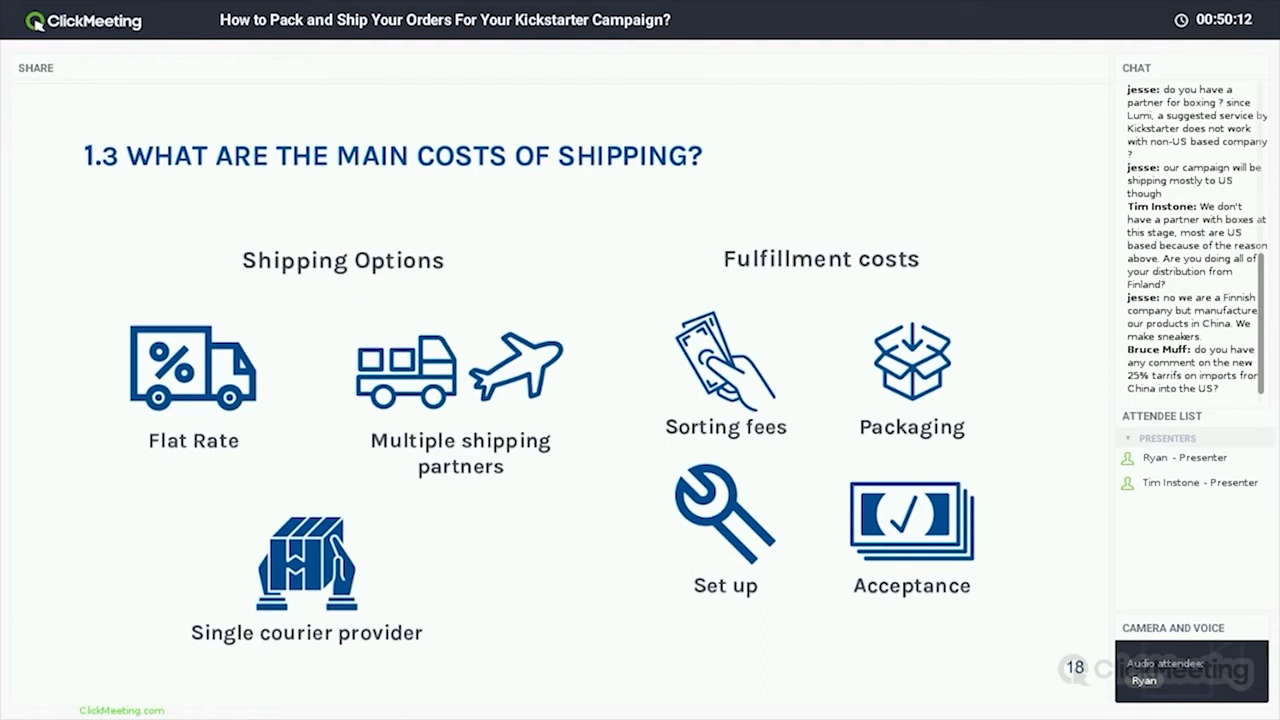 ClickMeeting
How to Pack and Ship Your Orders For Your Kickstarter Campaign?
00:50:12
SHARE
1.3 WHAT ARE THE MAIN COSTS OF SHIPPING?
Shipping Options
Flat Rate
Multiple shipping
partners
Single courier provider
Fulfillment costs
Sorting fees
Packaging
Set up
Acceptance
18
ClickMeeting
ClickMeeting.com
CHAT
jesse: do you have a
partner for boxing ? since
Lumi, a suggested service by
Kickstarter does not work
with non-US based company
?
jesse: our campaign will be
shipping mostly to US
though
Tim Instone: We don't
have a partner with boxes at
this stage, most are US
based because of the reason
above. Are you doing all of
your distribution from
Finland?
jesse: no we are a Finnish
company but manufacture
our products in China. We
make sneakers.
Bruce Muff: do you have
any comment on the new
25% tarrifs on imports from
China into the US?
ATTENDEE LIST
PRESENTERS
Ryan - Presenter
Tim Instone - Presenter
CAMERA AND VOICE
Audio attendee:
Ryan